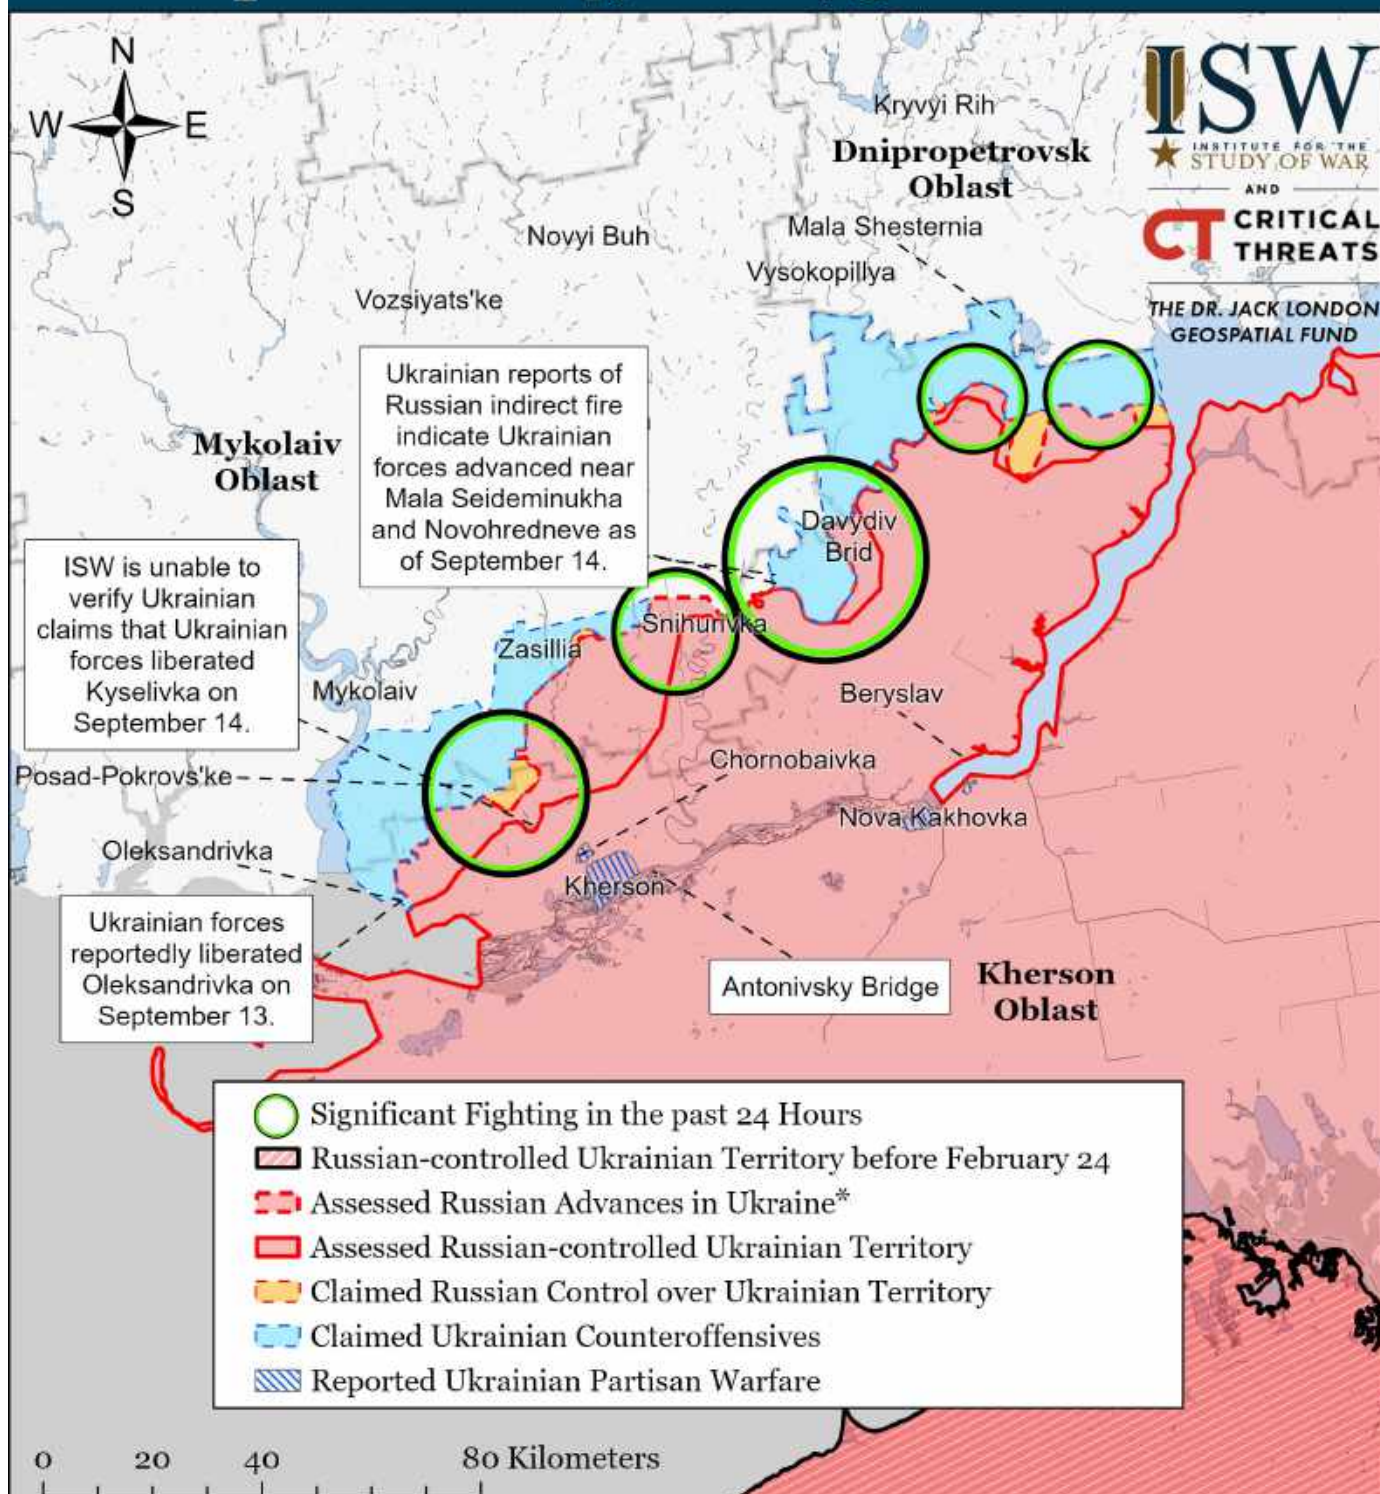 N
W
E
S
ISW
INSTITUTE FOR THE
STUDY OF WAR
AND
CT CRITICAL
THREATS
THE DR. JACK LONDON
GEOSPATIAL FUND
Kryvyi Rih
Dnipropetrovsk
Oblast
Mala Shesternia
Novyi Buh
Vysokopillya
Vozsiyats'ke
Ukrainian reports of
Russian indirect fire
indicate Ukrainian
forces advanced near
Mala Seideminukha
and Novohredneve as
of September 14.
Mykolaiv
Oblast
Davydiv
Brid
ISW is unable to
verify Ukrainian
claims that Ukrainian
forces liberated
Kyselivka on
September 14.
Snihurivka
Zasillia
Mykolaiv
Beryslav
Chornobaivka
Posad-Pokrovs'ke
Nova Kakhovka
Oleksandrivka
Kherson
Ukrainian forces
reportedly liberated
Oleksandrivka on
September 13.
Antonivsky Bridge
Kherson
Oblast
Significant Fighting in the past 24 Hours
Russian-controlled Ukrainian Territory before February 24
Assessed Russian Advances in Ukraine*
Assessed Russian-controlled Ukrainian Territory
Claimed Russian Control over Ukrainian Territory
Claimed Ukrainian Counteroffensives
Reported Ukrainian Partisan Warfare
0 20 40 80 Kilometers